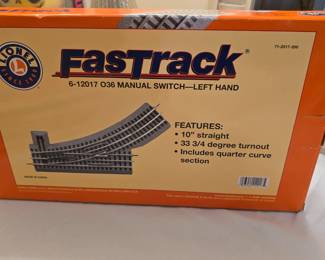 LIONEL
FASTRACK
6-12017 O36 MANUAL SWITCH—LEFT HAND
FEATURES:
• 10" straight
• 33 3/4 degree turnout
• Includes quarter curve
section